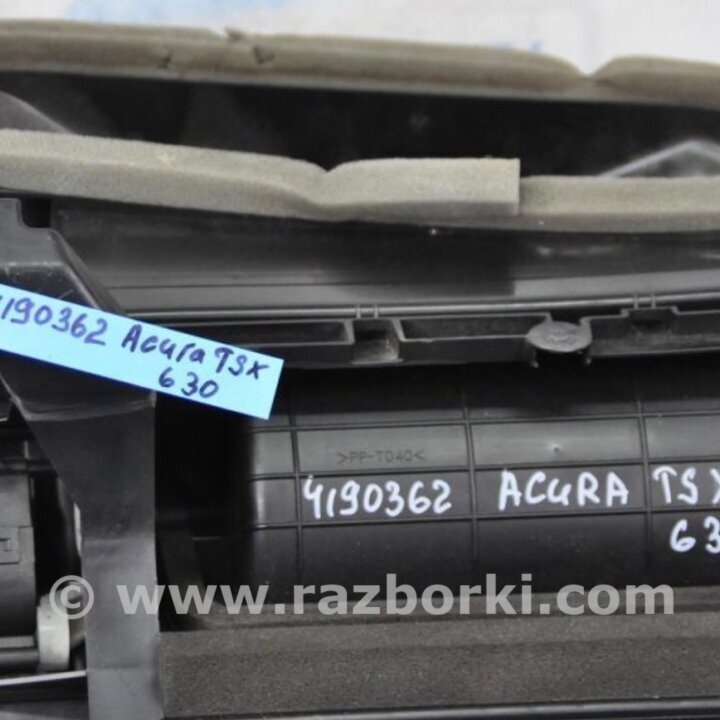 4190362 Acura TSX
630
>PP-TD40<
4190362 ACURA TSX
63
© www.razborki.com